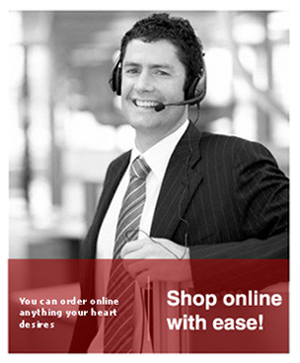 You can order online
anything your heart
desires
Shop online
with ease!